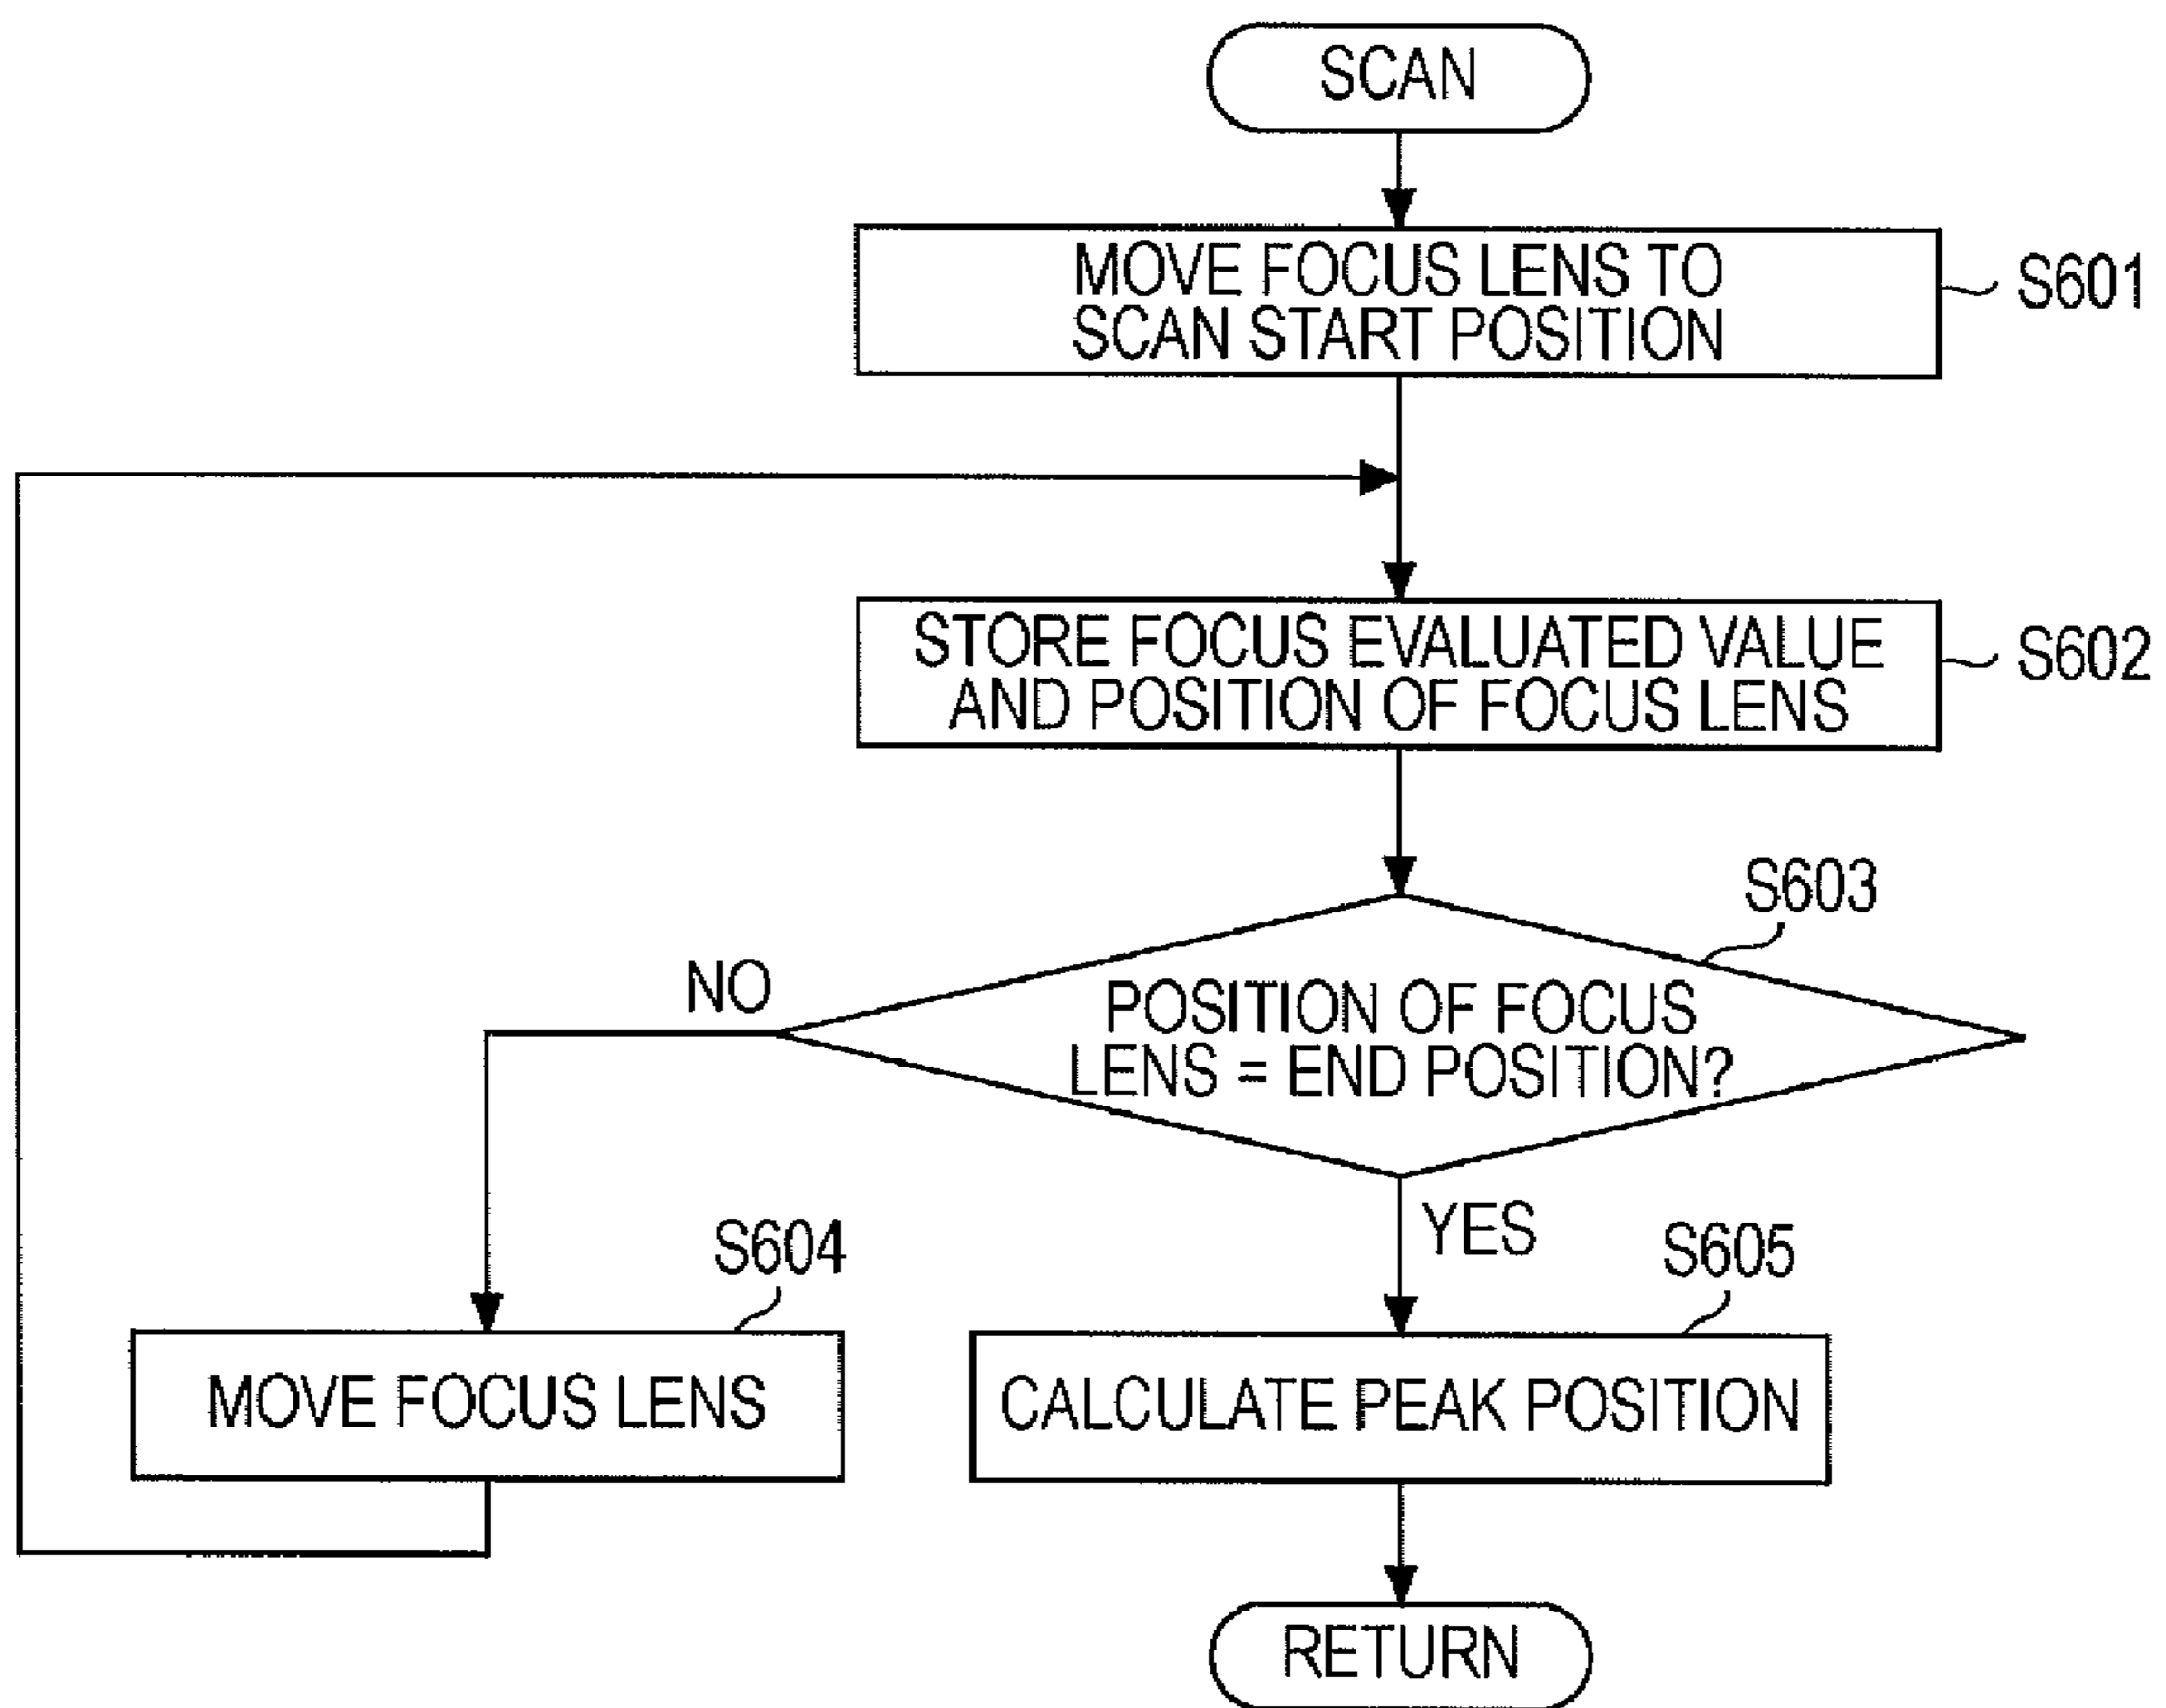 SCAN
MOVE FOCUS LENS TO
SCAN START POSITION
S601
STORE FOCUS EVALUATED VALUE
AND POSITION OF FOCUS LENS
S602
S603
POSITION OF FOCUS
LENS = END POSITION?
NO
YES
S604
MOVE FOCUS LENS
S605
CALCULATE PEAK POSITION
RETURN